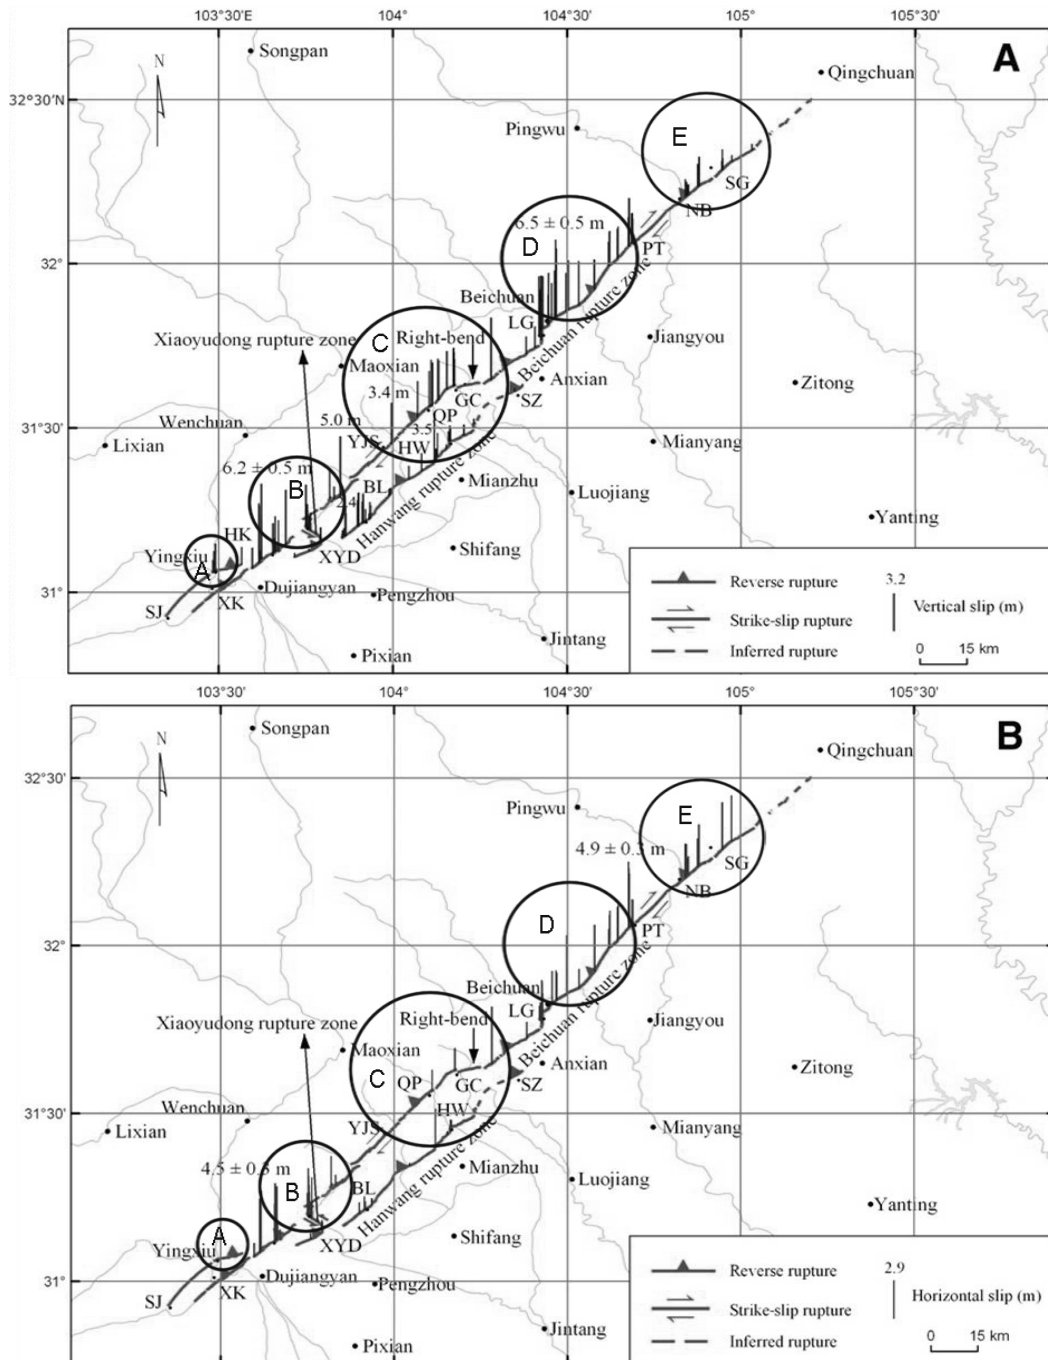 103°30'E 104° 104°30' 105° 105°30'
Songpan
A
N
Qingchuan
32°30'N
Pingwu
E
SG
NB
6.5 ± 0.5 m
D
PT
32°
Beichuan
LG
Beichuan rupture zone
Jiangyou
Xiaoyudong rupture zone
C
Right-bend
Maoxian
Anxian
Zitong
3.4 m
GC
SZ
QP
Wenchuan
5.0 m
3.5
31°30'
Lixian
YJS
HW
Mianyang
6.2 ± 0.5 m
Mianzhu
B
BL
Luojiang
2.4
Hanwang rupture zone
Yanting
HK
Yingxiu
XYD
Shifang
A
31°
Dujiangyan
Pengzhou
SJ
XK
Jintang
Pixian
Reverse rupture
3.2
Vertical slip (m)
Strike-slip rupture
Inferred rupture
0 15 km
103°30' 104° 104°30' 105° 105°30'
Songpan
B
N
Qingchuan
32°30'
Pingwu
E
4.9 ± 0.3 m
SG
NB
D
PT
32°
Beichuan
LG
Beichuan rupture zone
Jiangyou
Xiaoyudong rupture zone
Right-bend
Maoxian
Anxian
Zitong
C
QP
GC
SZ
Wenchuan
HW
31°30'
Lixian
YJS
Mianyang
4.5 ± 0.5 m
Mianzhu
B
BL
Luojiang
Hanwang rupture zone
Yanting
A
Yingxiu
XYD
Shifang
31°
Dujiangyan
Pengzhou
SJ
XK
Jintang
Pixian
Reverse rupture
2.9
Horizontal slip (m)
Strike-slip rupture
Inferred rupture
0 15 km